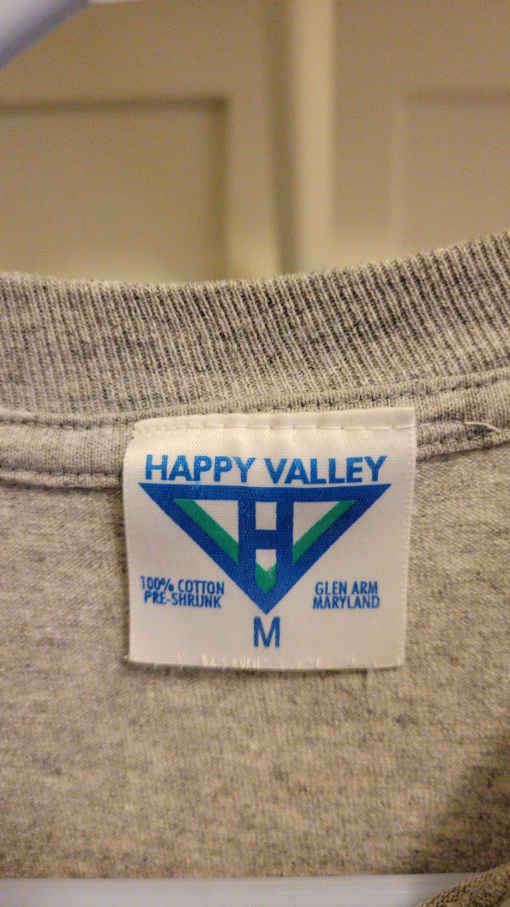 HAPPY VALLEY
H
100% COTTON
PRE-SHRUNK
GLEN ARM
MARYLAND
M